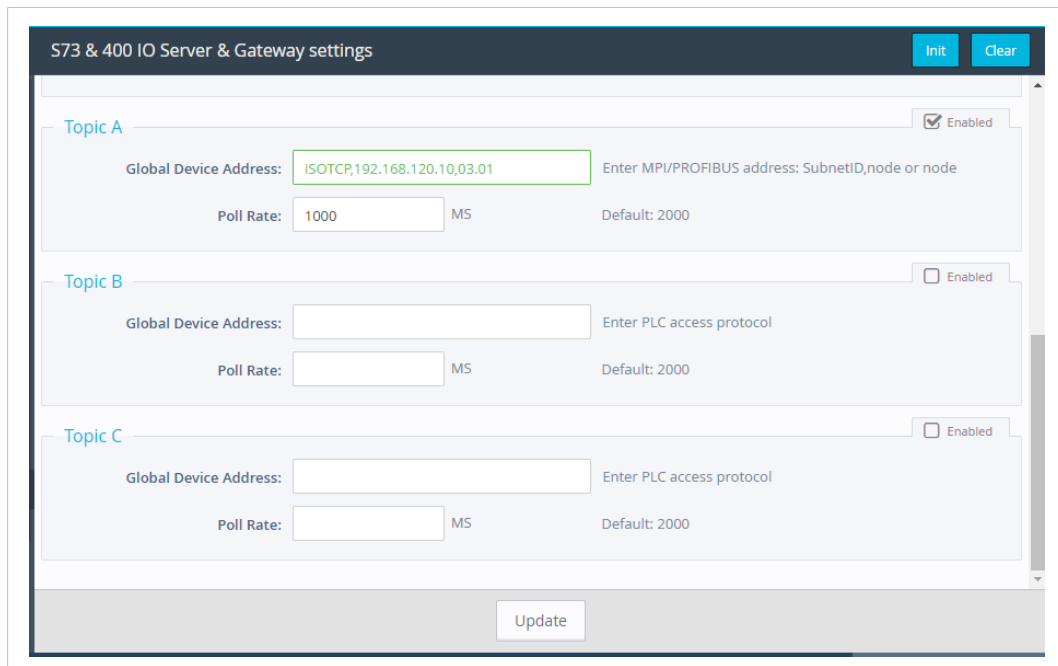 S73 & 400 IO Server & Gateway settings Init Clear
Topic A Enabled
Global Device Address: ISOTCP,192.168.120.10,03.01 Enter MPI/PROFIBUS address: SubnetID,node or node
Poll Rate: 1000 MS Default: 2000
Topic B Enabled
Global Device Address: Enter PLC access protocol
Poll Rate: MS Default: 2000
Topic C Enabled
Global Device Address: Enter PLC access protocol
Poll Rate: MS Default: 2000
Update